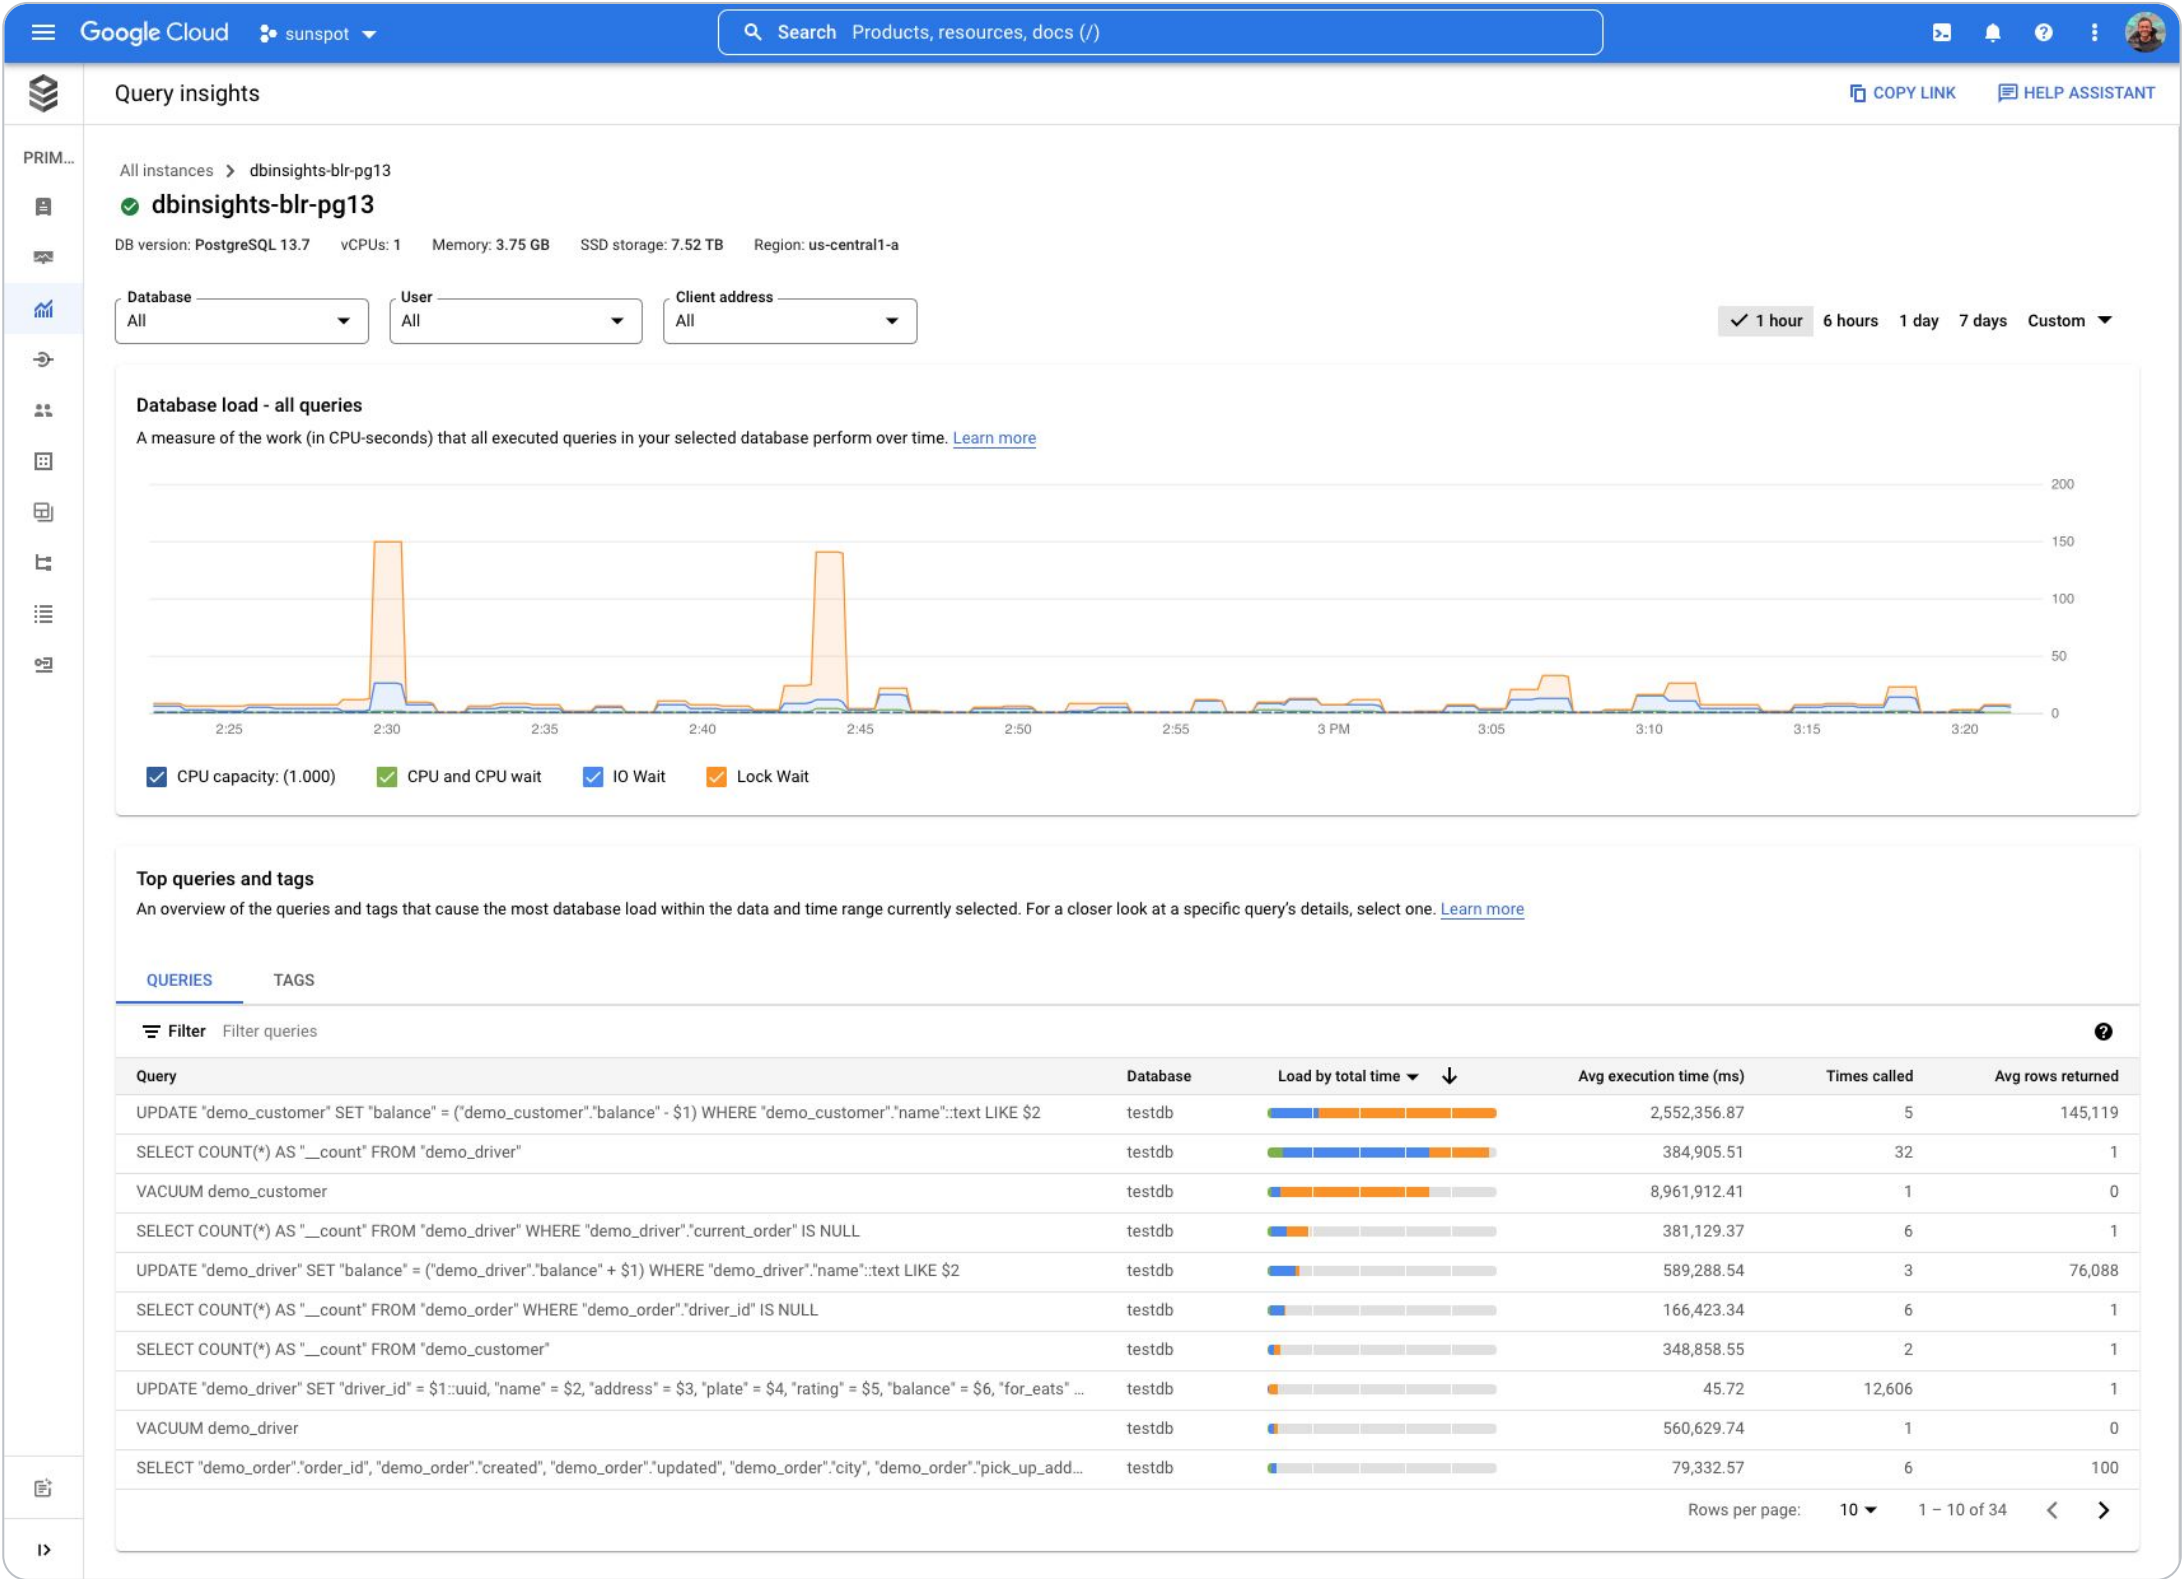 Google Cloud sunspot Search Products, resources, docs (/)
Query insights COPY LINK HELP ASSISTANT
PRIM...
All instances > dbinsights-blr-pg13
dbinsights-blr-pg13
DB version: PostgreSQL 13.7 vCPUs: 1 Memory: 3.75 GB SSD storage: 7.52 TB Region: us-central1-a
Database User Client address
All All All 1 hour 6 hours 1 day 7 days Custom
Database load - all queries
A measure of the work (in CPU-seconds) that all executed queries in your selected database perform over time. Learn more
200
150
100
50
0
2:25 2:30 2:35 2:40 2:45 2:50 2:55 3 PM 3:05 3:10 3:15 3:20
CPU capacity: (1.000) CPU and CPU wait IO Wait Lock Wait
Top queries and tags
An overview of the queries and tags that cause the most database load within the data and time range currently selected. For a closer look at a specific query's details, select one. Learn more
QUERIES TAGS
Filter Filter queries
Query Database Load by total time Avg execution time (ms) Times called Avg rows returned
UPDATE "demo_customer" SET "balance" = ("demo_customer"."balance" - $1) WHERE "demo_customer"."name"::text LIKE $2 testdb 2,552,356.87 5 145,119
SELECT COUNT(*) AS "__count" FROM "demo_driver" testdb 384,905.51 32 1
VACUUM demo_customer testdb 8,961,912.41 1 0
SELECT COUNT(*) AS "__count" FROM "demo_driver" WHERE "demo_driver"."current_order" IS NULL testdb 381,129.37 6 1
UPDATE "demo_driver" SET "balance" = ("demo_driver"."balance" + $1) WHERE "demo_driver"."name"::text LIKE $2 testdb 589,288.54 3 76,088
SELECT COUNT(*) AS "__count" FROM "demo_order" WHERE "demo_order"."driver_id" IS NULL testdb 166,423.34 6 1
SELECT COUNT(*) AS "__count" FROM "demo_customer" testdb 348,858.55 2 1
UPDATE "demo_driver" SET "driver_id" = $1::uuid, "name" = $2, "address" = $3, "plate" = $4, "rating" = $5, "balance" = $6, "for_eats" ... testdb 45.72 12,606 1
VACUUM demo_driver testdb 560,629.74 1 0
SELECT "demo_order"."order_id", "demo_order"."created", "demo_order"."updated", "demo_order"."city", "demo_order"."pick_up_add... testdb 79,332.57 6 100
Rows per page: 10 1 – 10 of 34